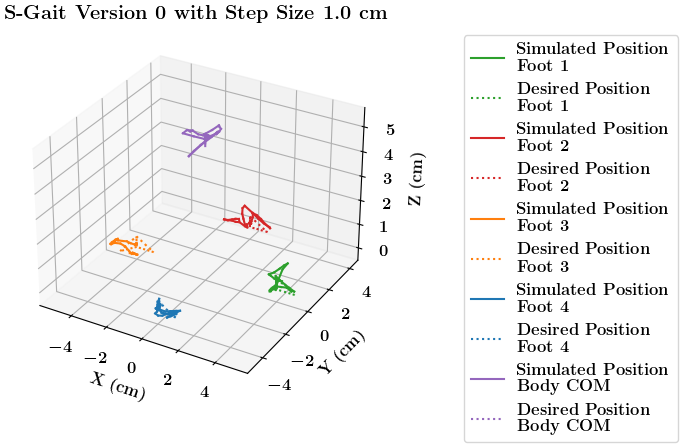 S-Gait Version 0 with Step Size 1.0 cm
5
4
3
2
1
0
Z (cm)
4
2
0
−2
−4
Y (cm)
−4
−2
0
2
4
X (cm)
Simulated Position
Foot 1
Desired Position
Foot 1
Simulated Position
Foot 2
Desired Position
Foot 2
Simulated Position
Foot 3
Desired Position
Foot 3
Simulated Position
Foot 4
Desired Position
Foot 4
Simulated Position
Body COM
Desired Position
Body COM